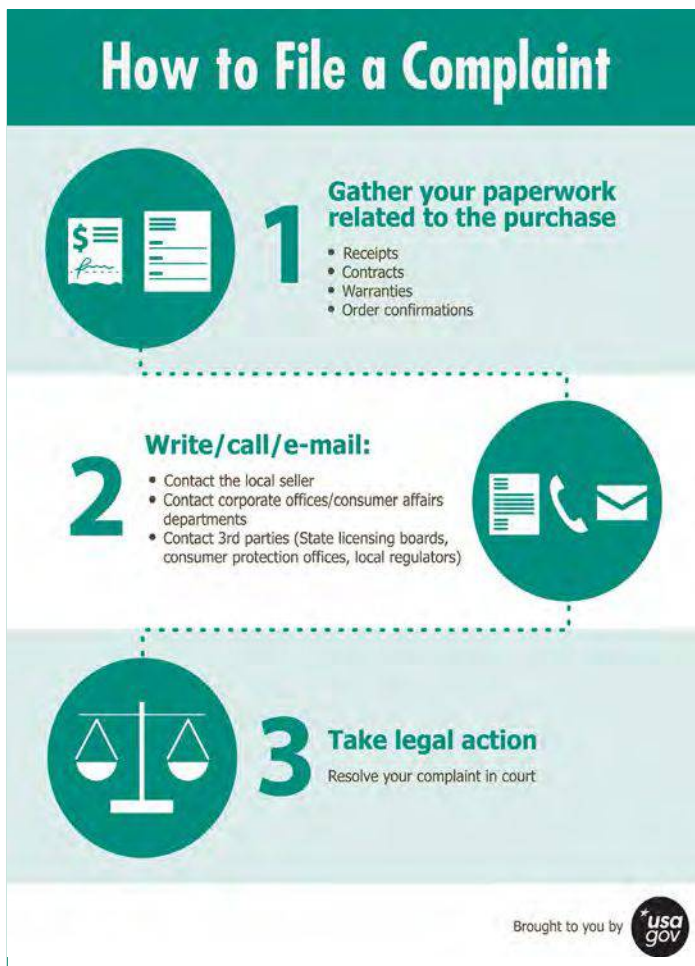 How to File a Complaint
1
Gather your paperwork
related to the purchase
• Receipts
• Contracts
• Warranties
• Order confirmations
$
2
Write/call/e-mail:
• Contact the local seller
• Contact corporate offices/consumer affairs
departments
• Contact 3rd parties (State licensing boards,
consumer protection offices, local regulators)
3
Take legal action
Resolve your complaint in court
Brought to you by
usa
gov